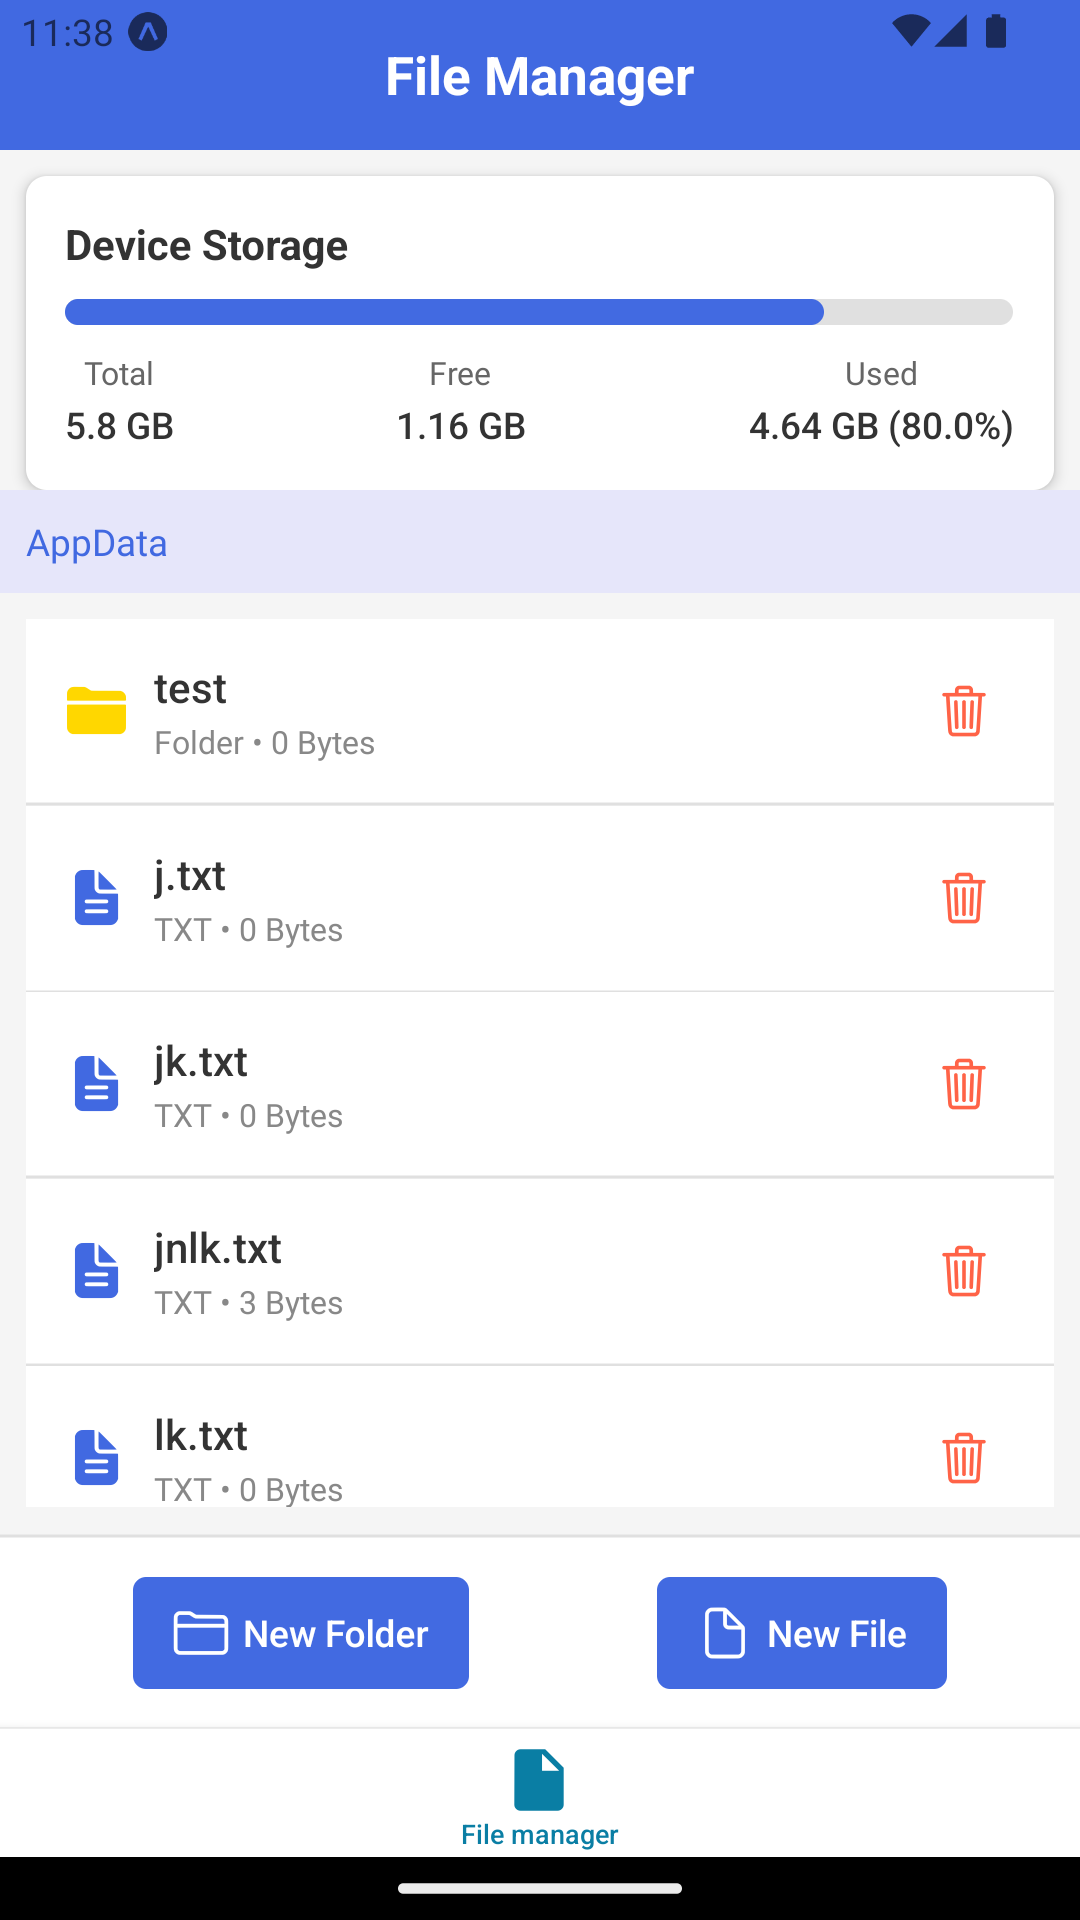 11:38
File Manager
Device Storage
Total Free Used
5.8 GB 1.16 GB 4.64 GB (80.0%)
AppData
test
Folder • 0 Bytes
j.txt
TXT • 0 Bytes
jk.txt
TXT • 0 Bytes
jnlk.txt
TXT • 3 Bytes
lk.txt
TXT • 0 Bytes
New Folder New File
File manager